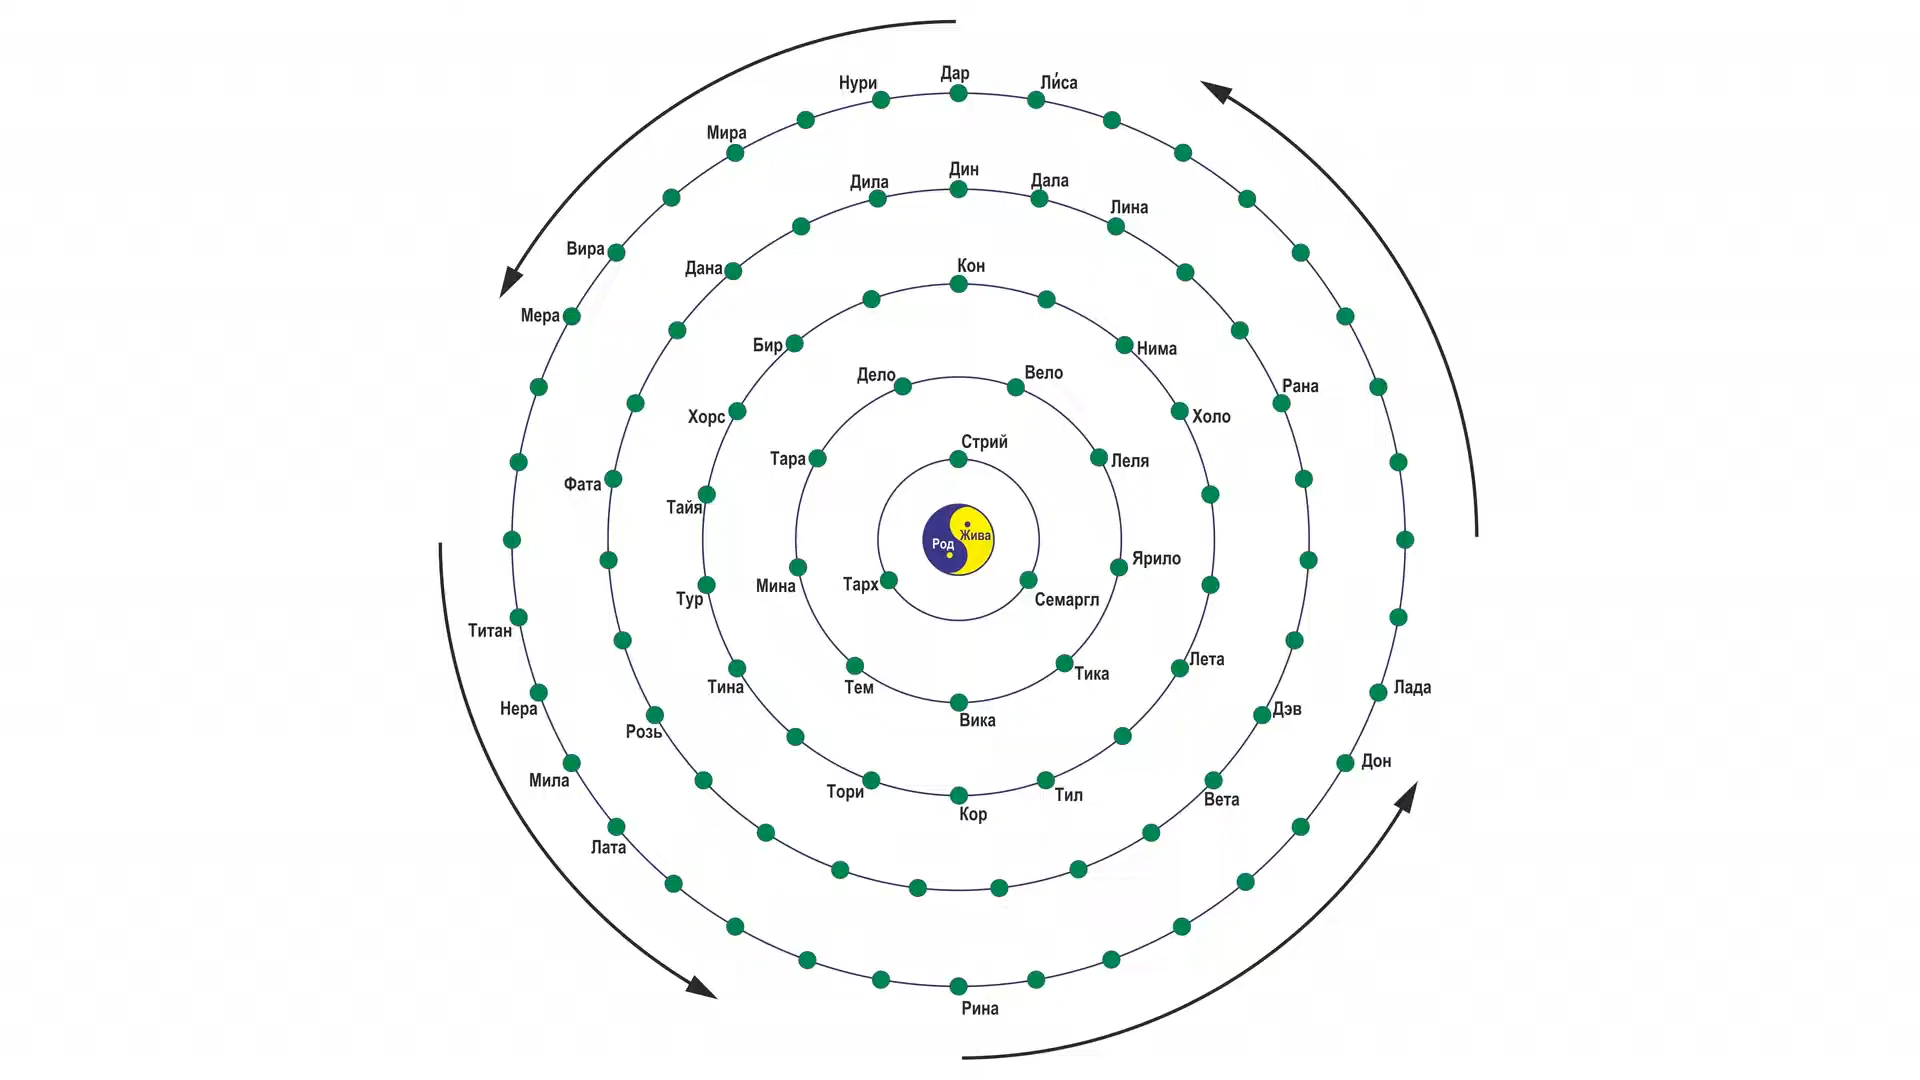 Дар
Нури
Ли́са
Мира
Дин
Дила
Дала
Лина
Вира
Дана
Кон
Мера
Бир
Нима
Дело
Вело
Рана
Хорс
Холо
Стрий
Тара
Леля
Фата
Тайя
Жива
Род
Ярило
Мина
Тарх
Семаргл
Тур
Титан
Лета
Тика
Тем
Тина
Лада
Нера
Дэв
Вика
Розь
Дон
Мила
Тори
Тил
Вета
Кор
Лата
Рина